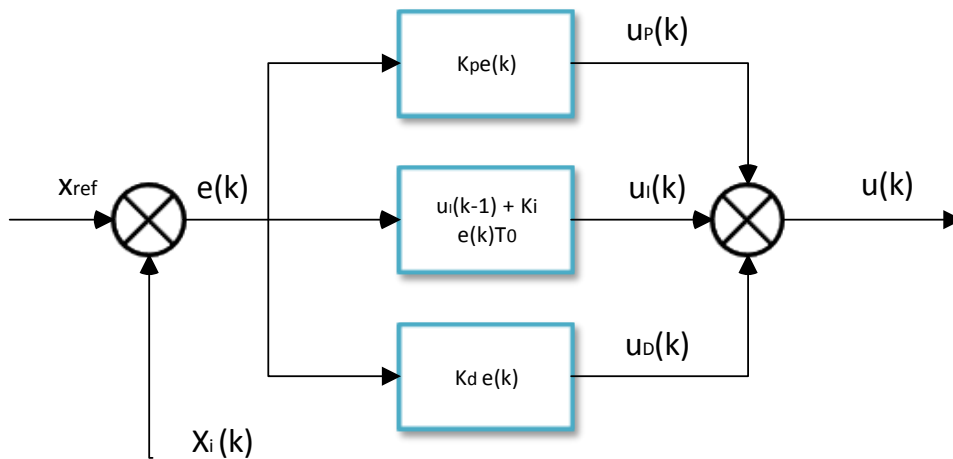 Kpe(k)
uP(k)
xref
e(k)
uI(k-1) + Ki
e(k)T0
uI(k)
u(k)
Kd e(k)
uD(k)
Xi (k)